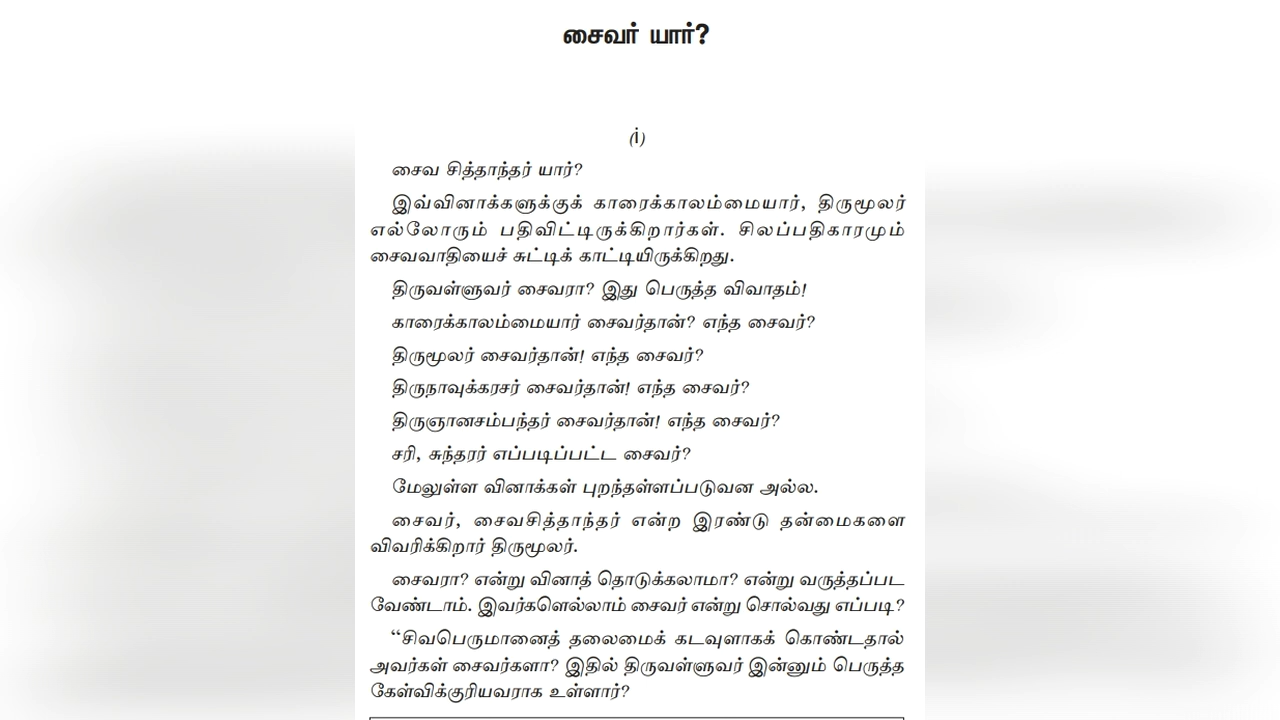 சைவர் யார்?
(i)
சைவ சித்தாந்தர் யார்?
இவ்வினாக்களுக்குக் காரைக்காலம்மையார், திருமூலர்
எல்லோரும் பதிவிட்டிருக்கிறார்கள். சிலப்பதிகாரமும்
சைவவாதியைச் சுட்டிக் காட்டியிருக்கிறது.
திருவள்ளுவர் சைவரா? இது பெருத்த விவாதம்!
காரைக்காலம்மையார் சைவர்தான்? எந்த சைவர்?
திருமூலர் சைவர்தான்! எந்த சைவர்?
திருநாவுக்கரசர் சைவர்தான்! எந்த சைவர்?
திருஞானசம்பந்தர் சைவர்தான்! எந்த சைவர்?
சரி, சுந்தரர் எப்படிப்பட்ட சைவர்?
மேலுள்ள வினாக்கள் புறந்தள்ளப்படுவன அல்ல.
சைவர், சைவசித்தாந்தர் என்ற இரண்டு தன்மைகளை
விவரிக்கிறார் திருமூலர்.
சைவரா? என்று வினாத் தொடுக்கலாமா? என்று வருத்தப்பட
வேண்டாம். இவர்களெல்லாம் சைவர் என்று சொல்வது எப்படி?
“சிவபெருமானைத் தலைமைக் கடவுளாகக் கொண்டதால்
அவர்கள் சைவர்களா? இதில் திருவள்ளுவர் இன்னும் பெருத்த
கேள்விக்குரியவராக உள்ளார்?